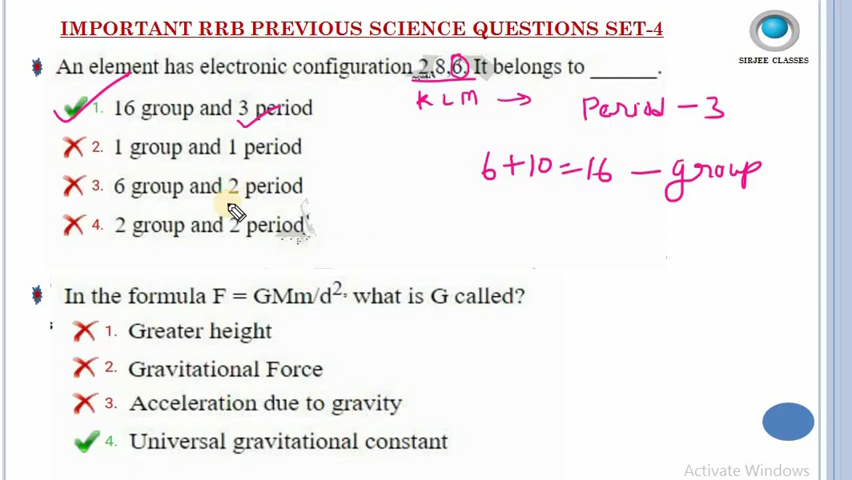 IMPORTANT RRB PREVIOUS SCIENCE QUESTIONS SET-4
SIRJEE CLASSES
An element has electronic configuration 2,8,6. It belongs to ______.
K L M → Period - 3
1. 16 group and 3 period
2. 1 group and 1 period
6+10=16 - group
3. 6 group and 2 period
4. 2 group and 2 period
In the formula F = GMm/d², what is G called?
1. Greater height
2. Gravitational Force
3. Acceleration due to gravity
4. Universal gravitational constant
Activate Windows